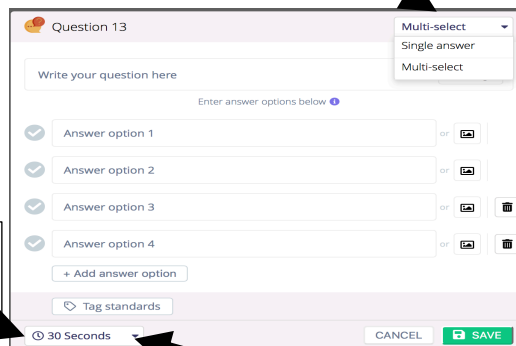 Question 13
Multi-select
Single answer
Multi-select
Write your question here
Enter answer options below
Answer option 1
or
Answer option 2
or
Answer option 3
or
Answer option 4
or
+ Add answer option
Tag standards
30 Seconds
CANCEL
SAVE